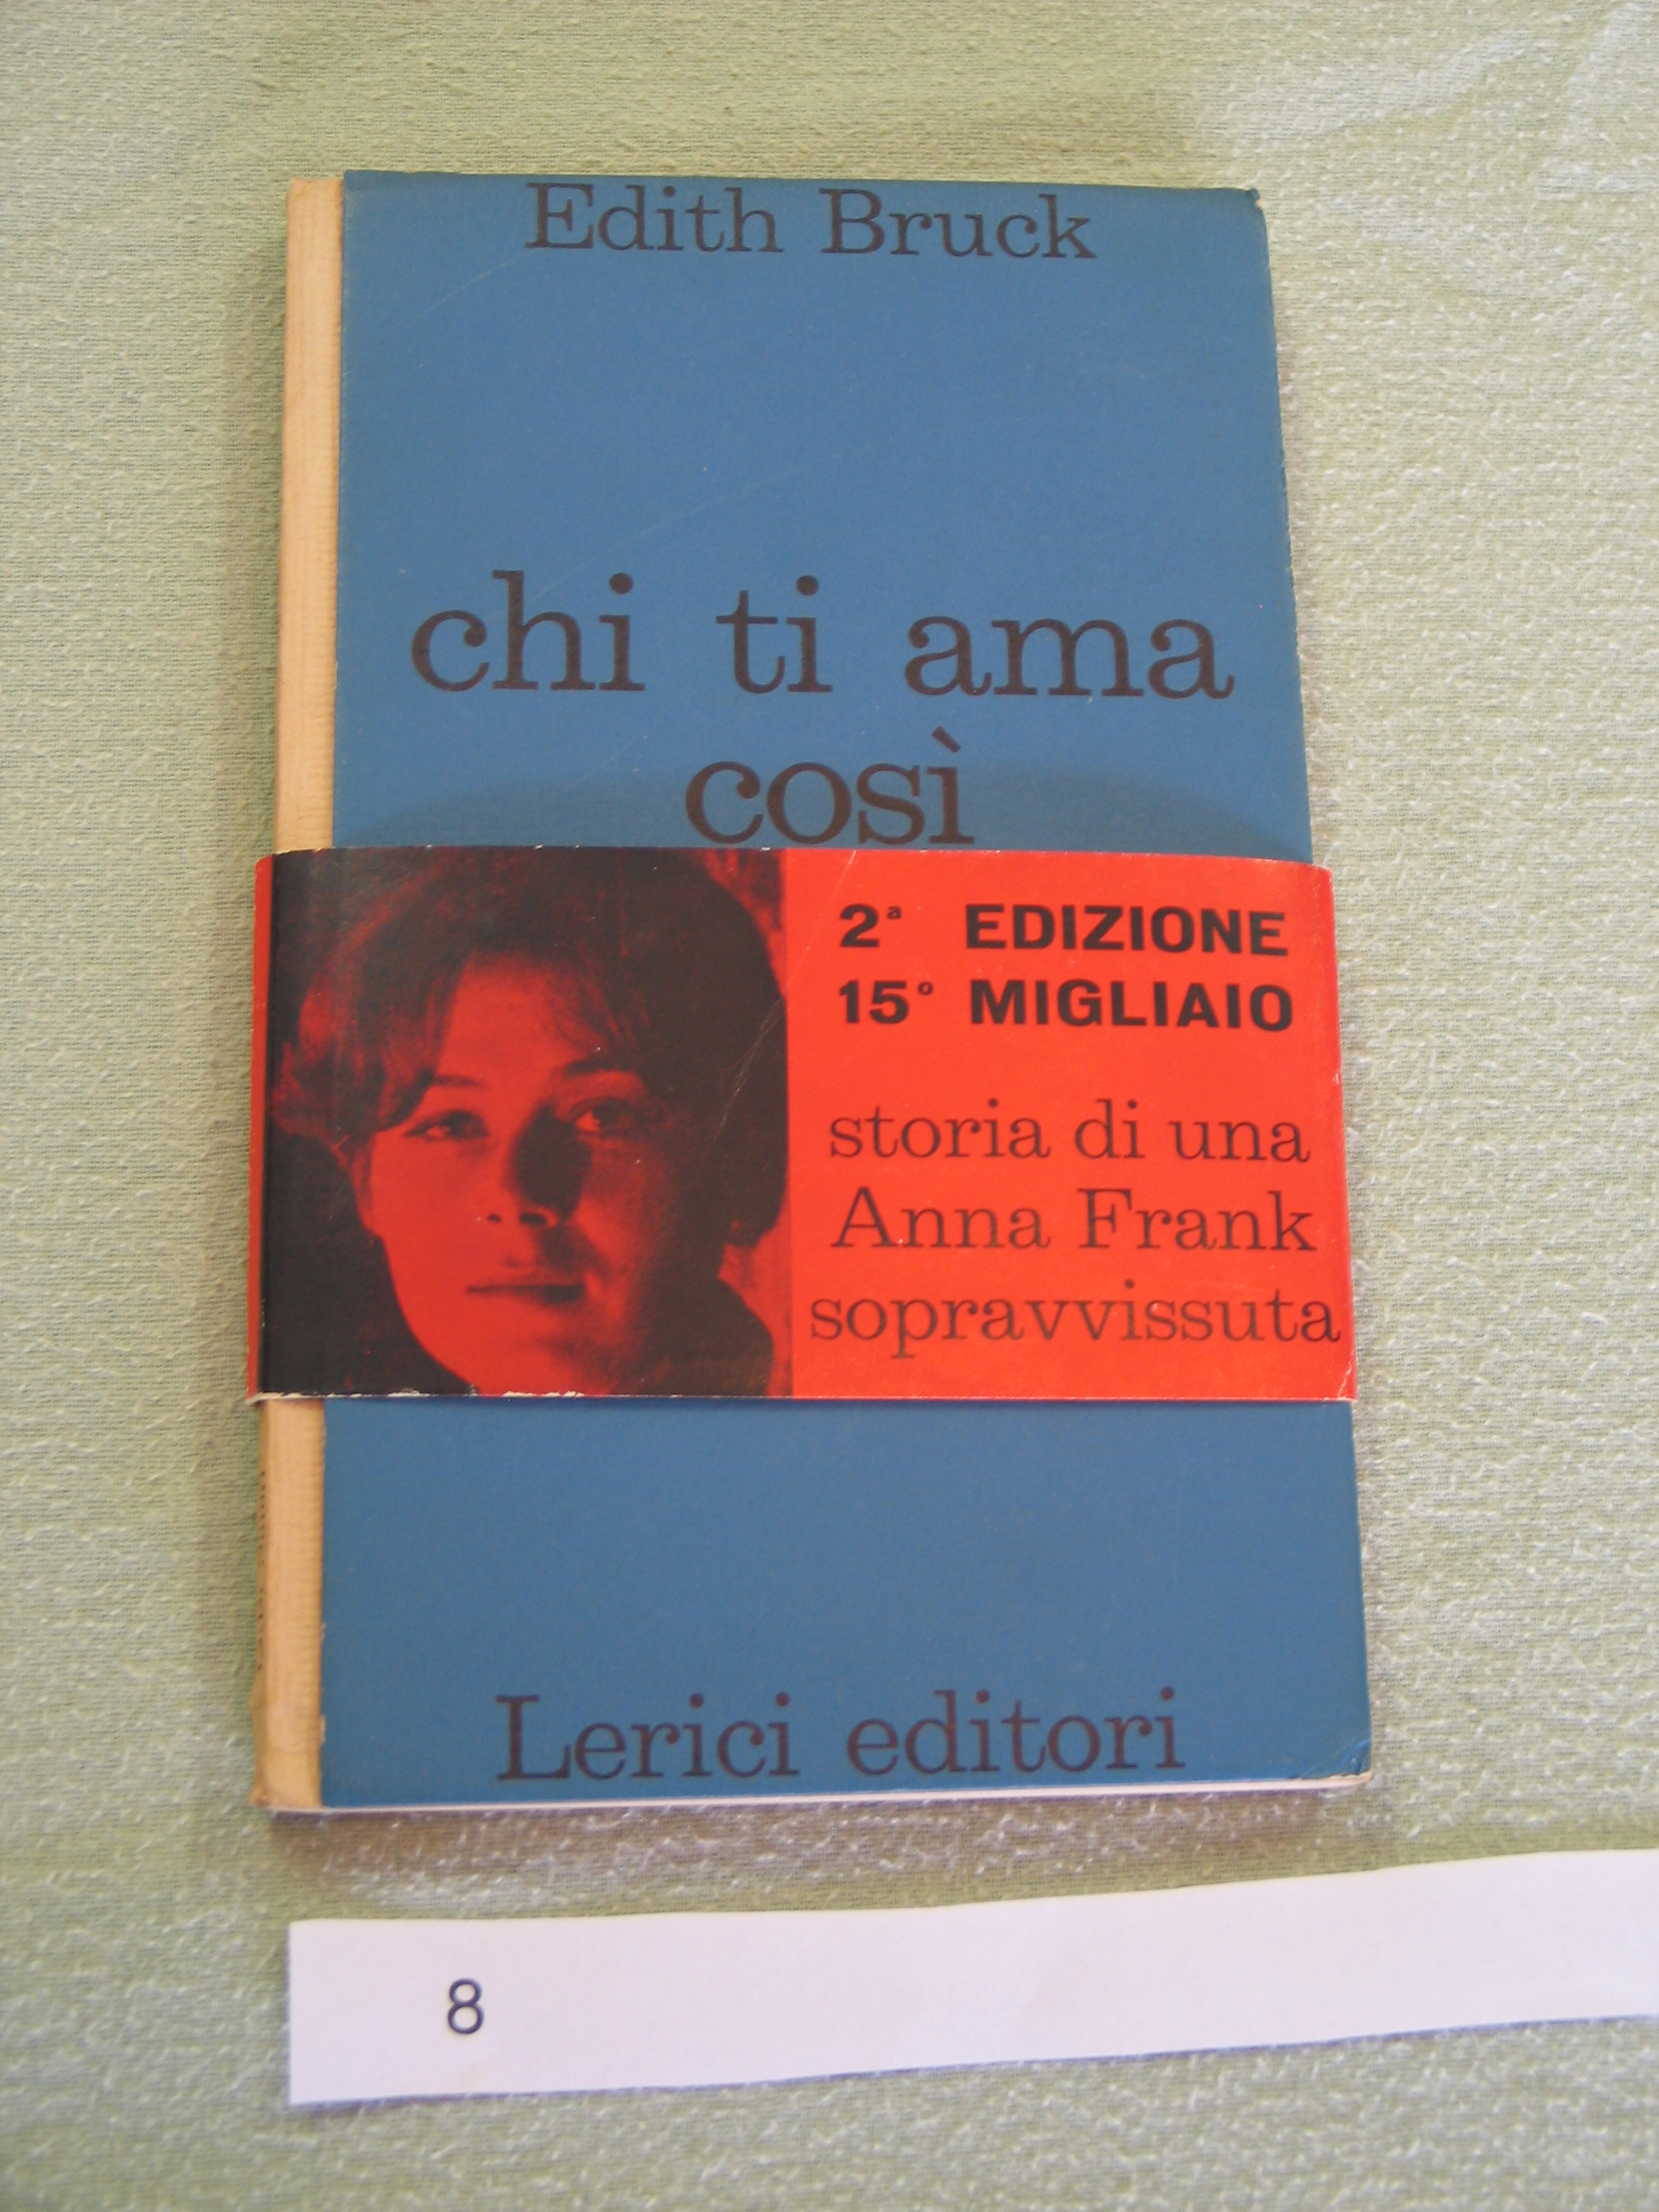 Edith Bruck
chi ti ama
così
2ª EDIZIONE
15° MIGLIAIO
storia di una
Anna Frank
sopravvissuta
Lerici editori
8